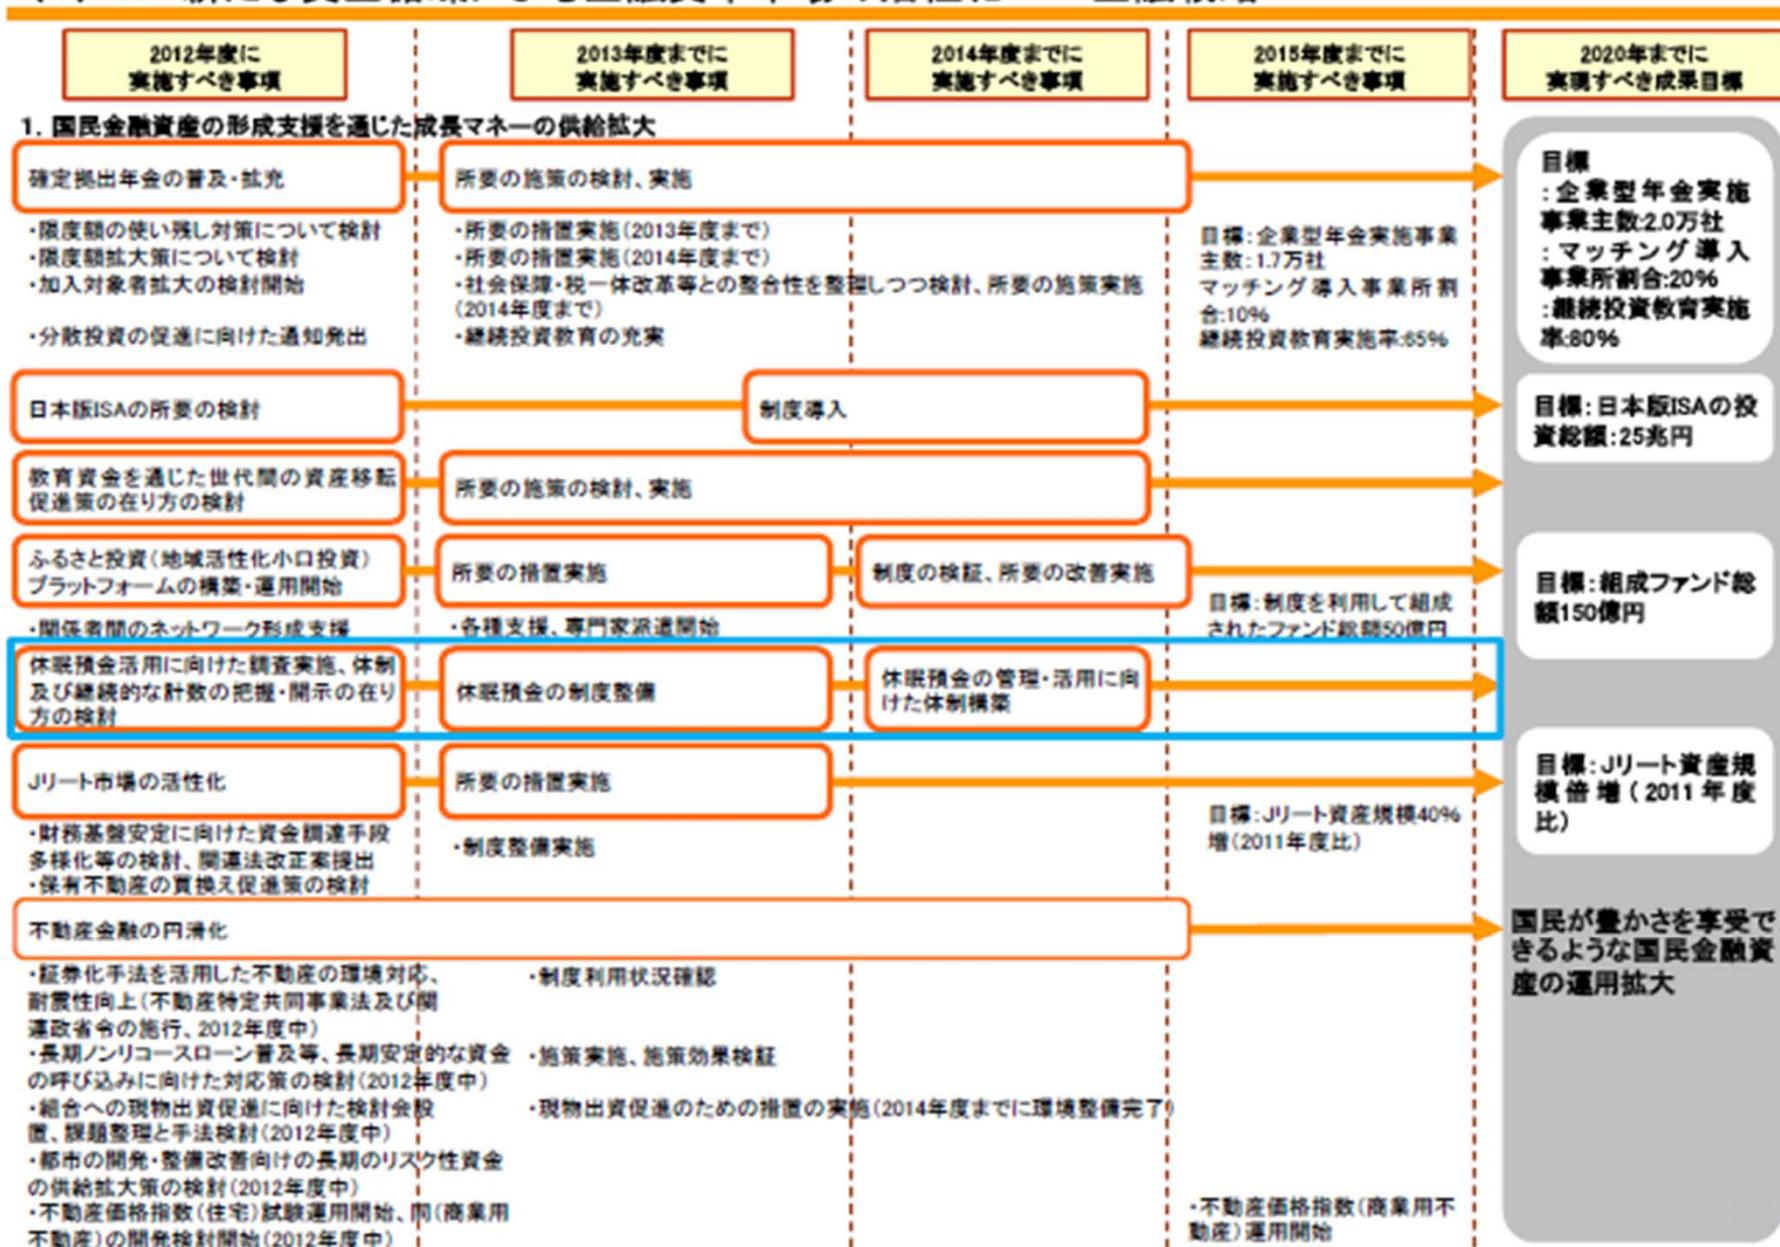 2012年度に
実施すべき事項
2013年度までに
実施すべき事項
2014年度までに
実施すべき事項
2015年度までに
実施すべき事項
2020年までに
実現すべき成果目標
1. 国民金融資産の形成支援を通じた成長マネーの供給拡大
確定拠出年金の普及・拡充
所要の施策の検討、実施
・限度額の使い残し対策について検討
・限度額拡大策について検討
・加入対象者拡大の検討開始
・分散投資の促進に向けた通知発出
・所要の措置実施(2013年度まで)
・所要の措置実施(2014年度まで)
・社会保障・税一体改革等との整合性を整理しつつ検討、所要の施策実施
(2014年度まで)
・継続投資教育の充実
目標:企業型年金実施事業
主数:1.7万社
マッチング導入事業所割
合:10%
継続投資教育実施率:65%
目標
:企業型年金実施
事業主数:2.0万社
:マッチング導入
事業所割合:20%
:継続投資教育実施
率:80%
日本版ISAの所要の検討
制度導入
目標:日本版ISAの投
資総額:25兆円
教育資金を通じた世代間の資産移転
促進策の在り方の検討
所要の施策の検討、実施
ふるさと投資(地域活性化小口投資)
プラットフォームの構築・運用開始
所要の措置実施
制度の検証、所要の改善実施
・関係者間のネットワーク形成支援
・各種支援、専門家派遣開始
目標:制度を利用して組成
されたファンド総額50億円
目標:組成ファンド総
額150億円
休眠預金活用に向けた調査実施、体制
及び継続的な計数の把握・開示の在り
方の検討
休眠預金の制度整備
休眠預金の管理・活用に向
けた体制構築
Jリート市場の活性化
所要の措置実施
・財務基盤安定に向けた資金調達手段
多様化等の検討、関連法改正案提出
・保有不動産の買換え促進策の検討
・制度整備実施
目標:Jリート資産規模40%
増(2011年度比)
目標:Jリート資産規
模倍増(2011年度
比)
不動産金融の円滑化
国民が豊かさを享受で
きるような国民金融資
産の運用拡大
・証券化手法を活用した不動産の環境対応、
耐震性向上(不動産特定共同事業法及び関
連政省令の施行、2012年度中)
・制度利用状況確認
・長期ノンリコースローン普及等、長期安定的な資金
の呼び込みに向けた対応策の検討(2012年度中)
・施策実施、施策効果検証
・組合への現物出資促進に向けた検討会設
置、課題整理と手法検討(2012年度中)
・現物出資促進のための措置の実施(2014年度までに環境整備完了)
・都市の開発・整備改善向けの長期のリスク性資金
の供給拡大策の検討(2012年度中)
・不動産価格指数(住宅)試験運用開始、同(商業用
不動産)の開発検討開始(2012年度中)
・不動産価格指数(商業用不
動産)運用開始